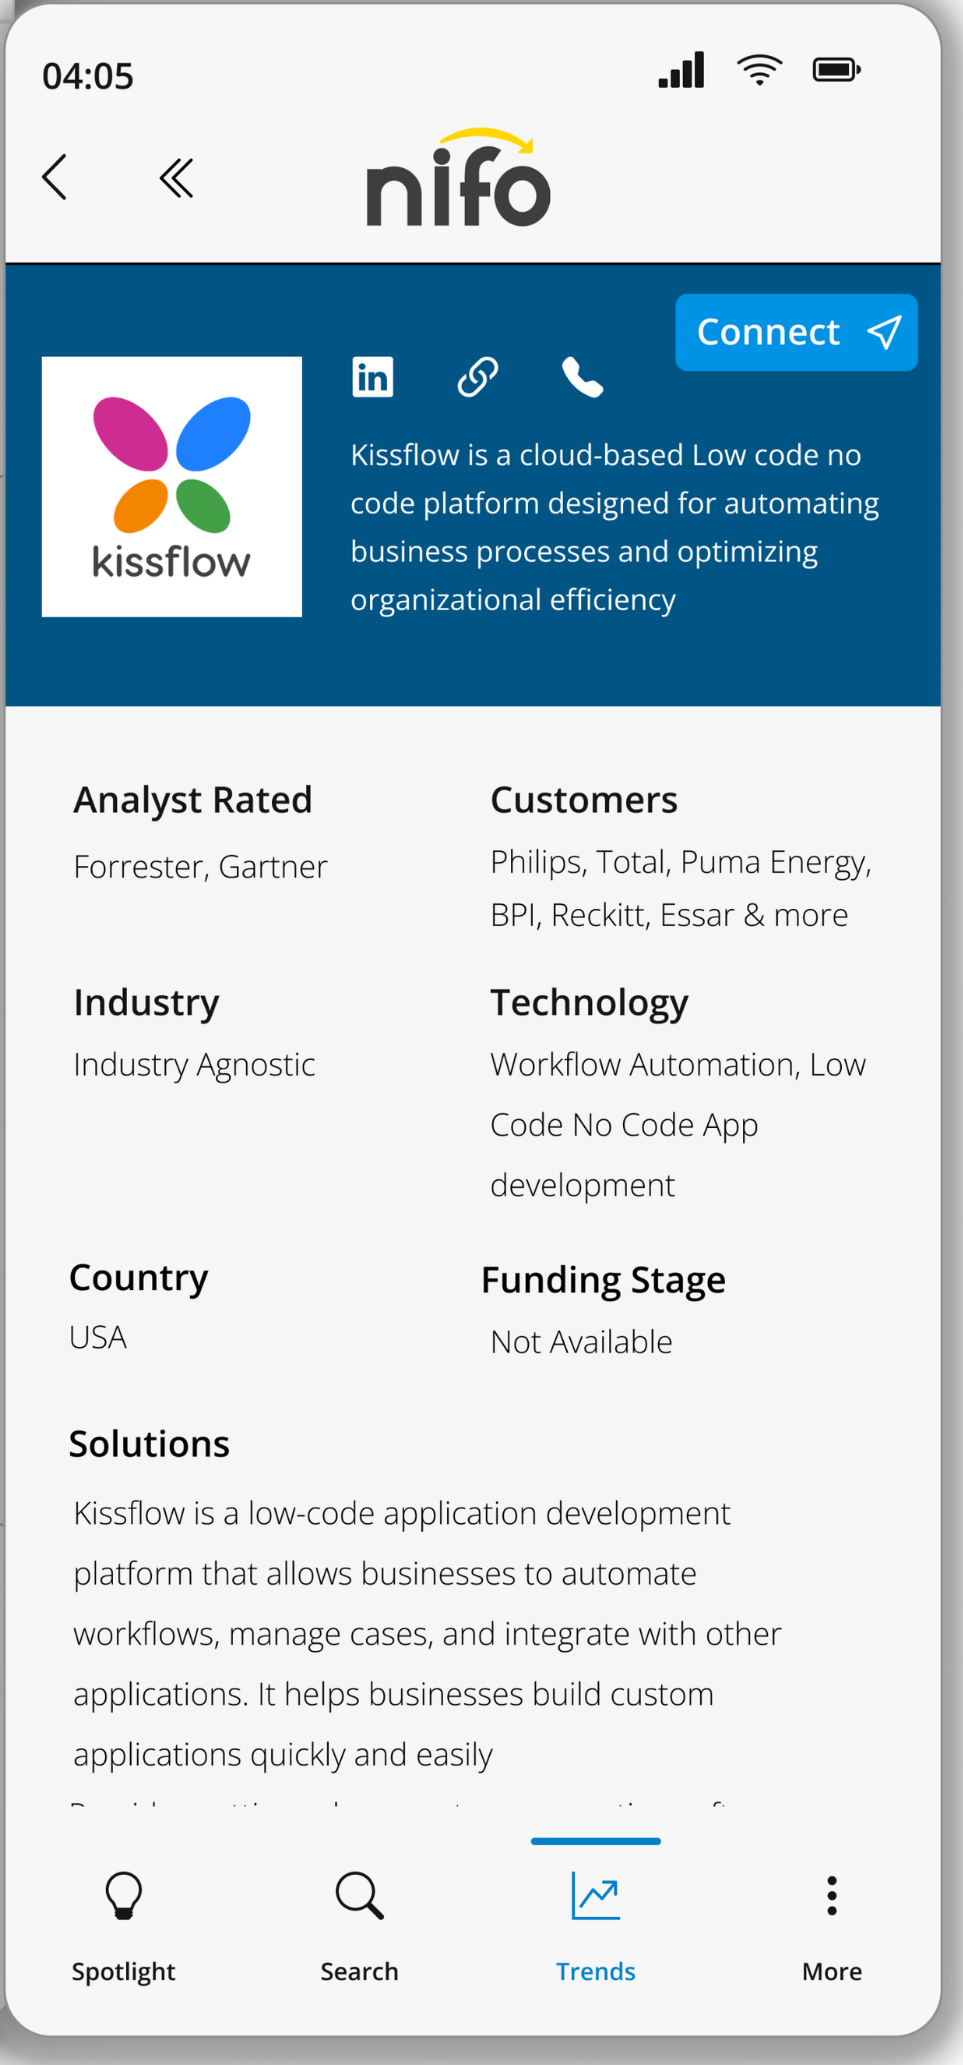 04:05
nifo
Connect
in
kissflow
Kissflow is a cloud-based Low code no
code platform designed for automating
business processes and optimizing
organizational efficiency
Analyst Rated
Forrester, Gartner
Customers
Philips, Total, Puma Energy,
BPI, Reckitt, Essar & more
Industry
Industry Agnostic
Technology
Workflow Automation, Low
Code No Code App
development
Country
USA
Funding Stage
Not Available
Solutions
Kissflow is a low-code application development
platform that allows businesses to automate
workflows, manage cases, and integrate with other
applications. It helps businesses build custom
applications quickly and easily
Spotlight
Search
Trends
More